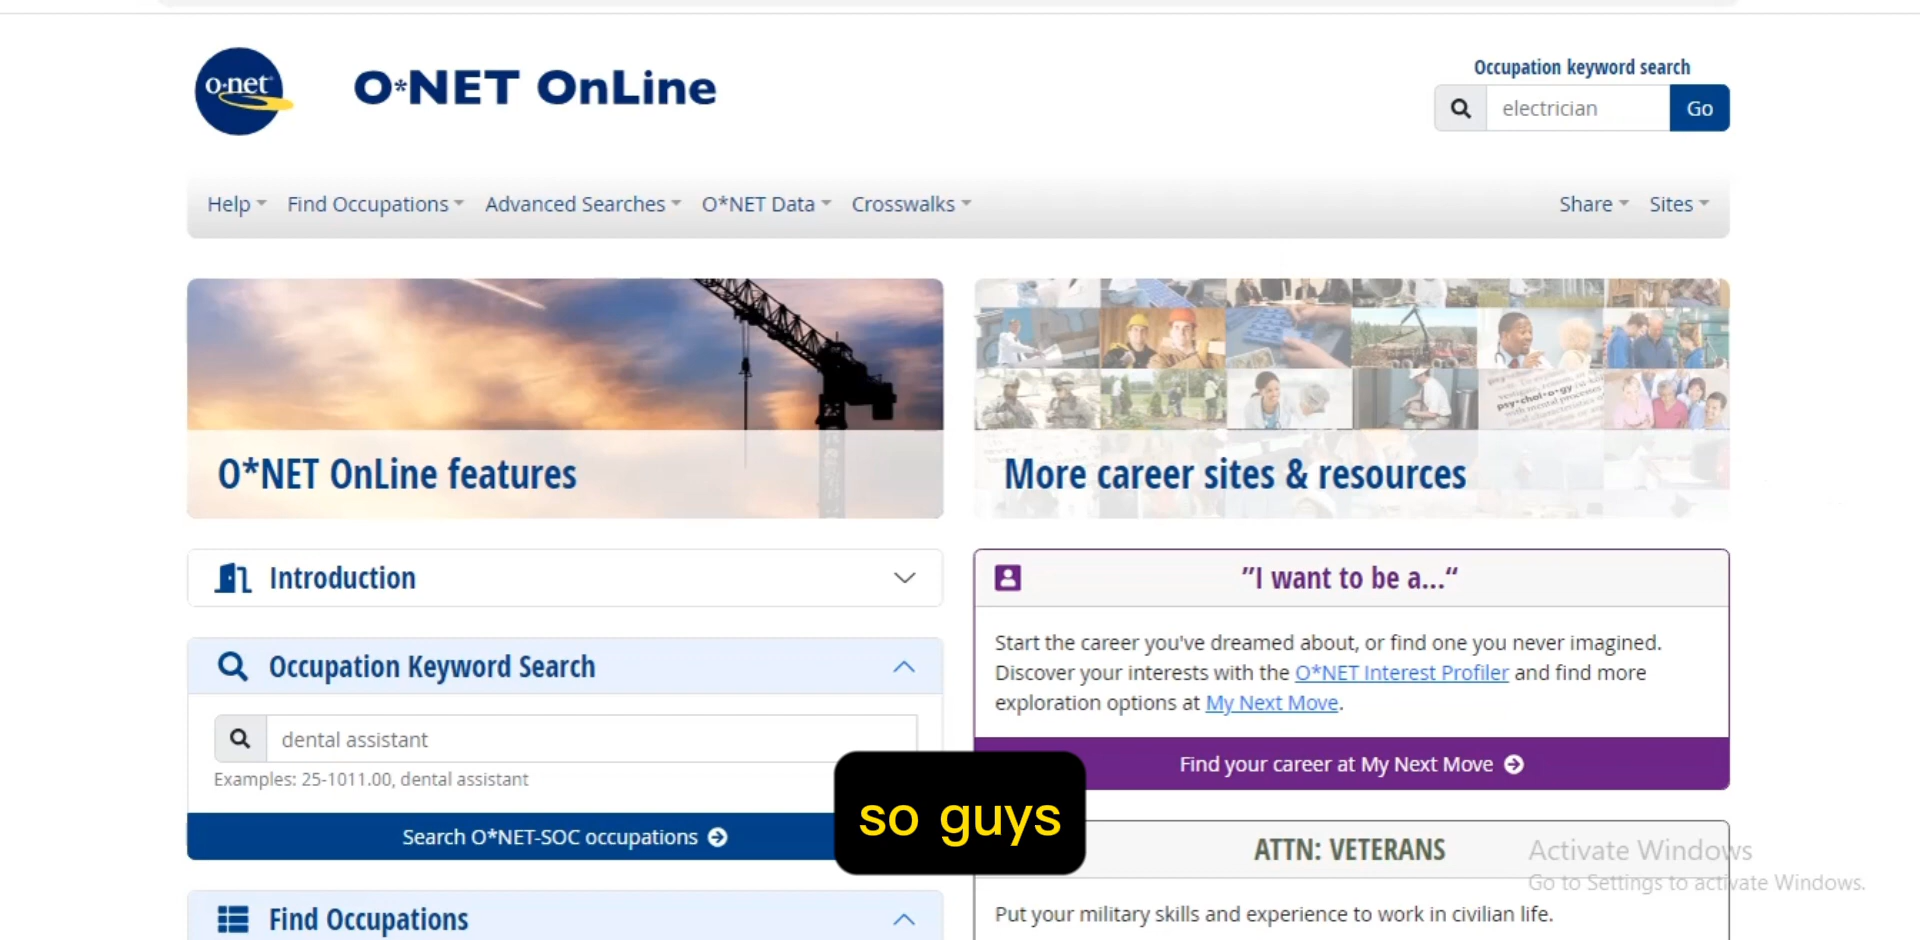 o·net
O*NET OnLine
Occupation keyword search
electrician
Go
Help
Find Occupations
Advanced Searches
O*NET Data
Crosswalks
Share
Sites
O*NET OnLine features
More career sites & resources
psy•chol•o•gy
Introduction
"I want to be a..."
Start the career you've dreamed about, or find one you never imagined.
Discover your interests with the O*NET Interest Profiler and find more
exploration options at My Next Move.
Find your career at My Next Move
Occupation Keyword Search
dental assistant
Examples: 25-1011.00, dental assistant
Search O*NET-SOC occupations
so guys
ATTN: VETERANS
Put your military skills and experience to work in civilian life.
Find Occupations
Activate Windows
Go to Settings to activate Windows.